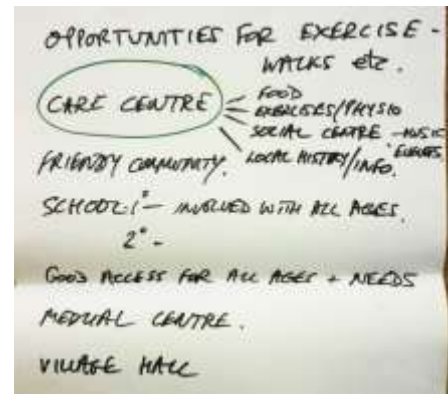 OPPORTUNITIES FOR EXERCISE -
WALKS etc.
CARE CENTRE
FOOD
EXERCISERS/PHYSIO
SOCIAL CENTRE - MUSIC
EVENTS
LOCAL HISTORY/INFO.
FRIENDLY COMMUNITY.
SCHOOL: 1° - INVOLVED WITH ALL AGES.
2° -
GOOD ACCESS FOR ALL AGES + NEEDS
MEDICAL CENTRE.
VILLAGE HALL